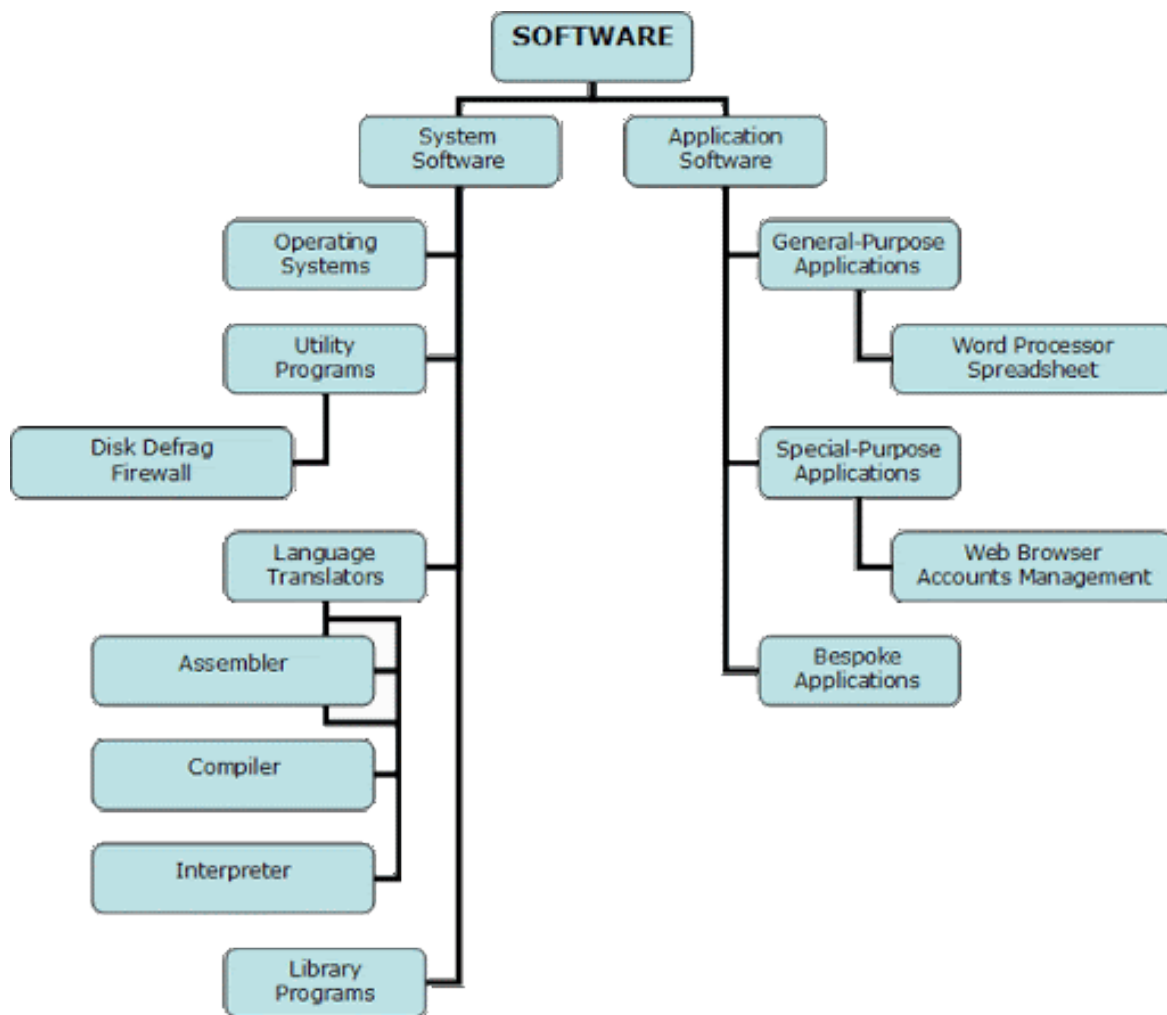 SOFTWARE
System
Software
Application
Software
Operating
Systems
General-Purpose
Applications
Utility
Programs
Word Processor
Spreadsheet
Disk Defrag
Firewall
Special-Purpose
Applications
Language
Translators
Web Browser
Accounts Management
Assembler
Bespoke
Applications
Compiler
Interpreter
Library
Programs